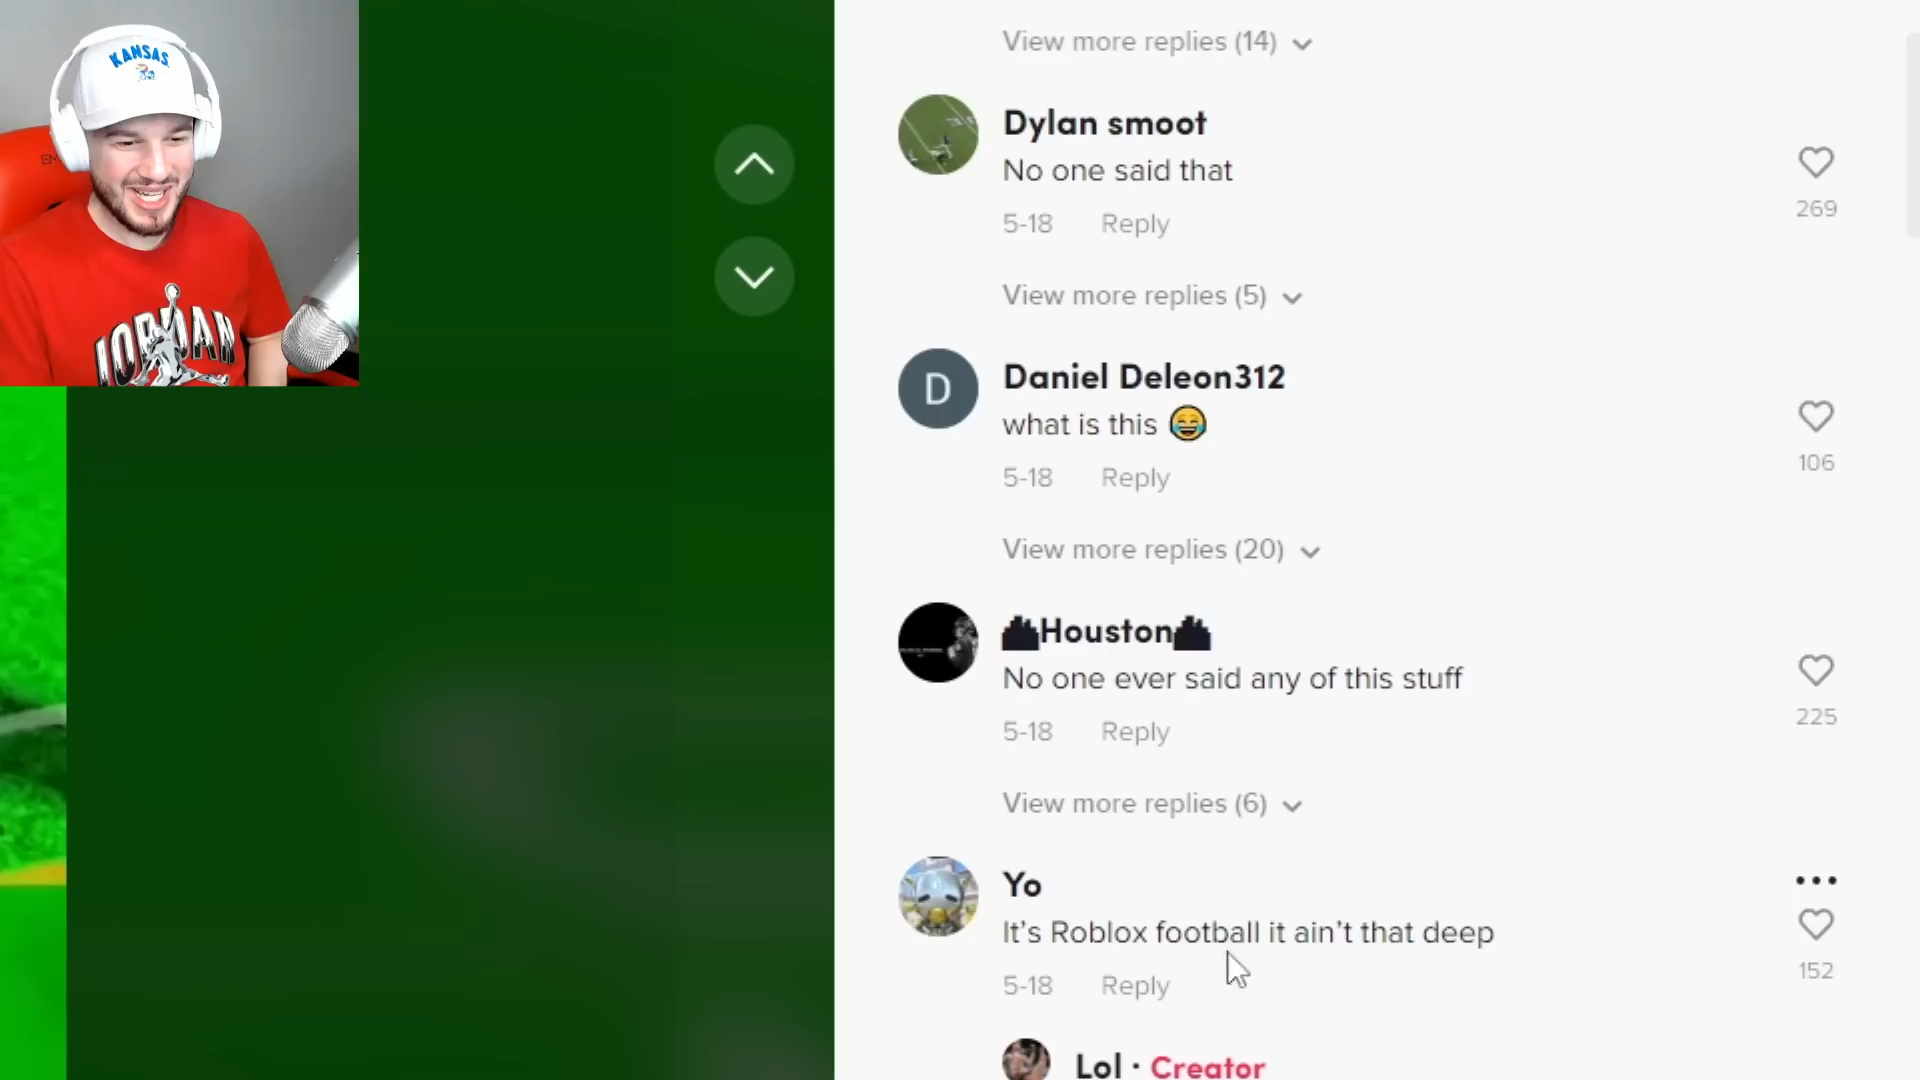 KANSAS
JORDAN
View more replies (14)
Dylan smoot
No one said that
269
5-18 Reply
View more replies (5)
D
Daniel Deleon312
what is this 😂
106
5-18 Reply
View more replies (20)
Houston
No one ever said any of this stuff
225
5-18 Reply
View more replies (6)
Yo
It's Roblox football it ain't that deep
152
5-18 Reply
Lol · Creator